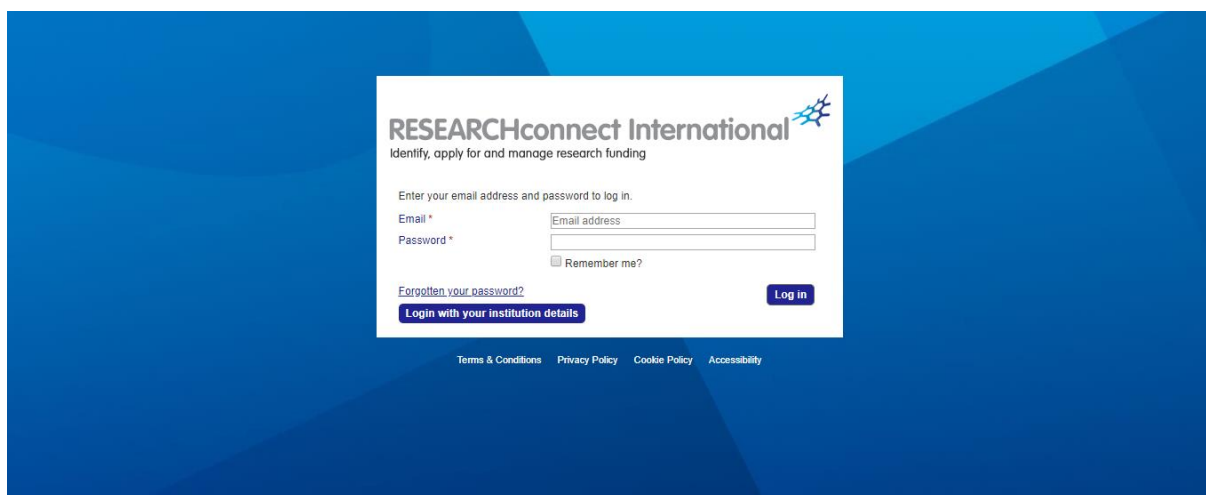 RESEARCHconnect International
Identify, apply for and manage research funding
Enter your email address and password to log in.
Email * Email address
Password *
Remember me?
Forgotten your password? Log in
Login with your institution details
Terms & Conditions Privacy Policy Cookie Policy Accessibility